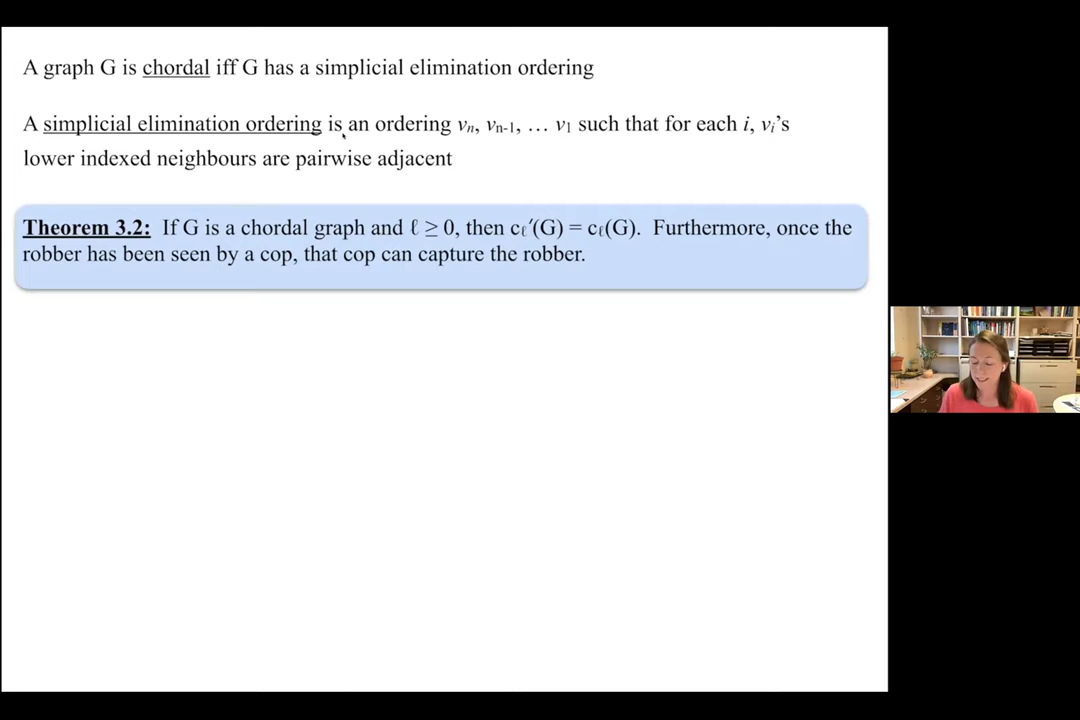 A graph G is chordal iff G has a simplicial elimination ordering
A simplicial elimination ordering is an ordering vₙ, vₙ₋₁, … v₁ such that for each i, vᵢ's
lower indexed neighbours are pairwise adjacent
Theorem 3.2: If G is a chordal graph and ℓ ≥ 0, then c_ℓ′(G) = c_ℓ(G). Furthermore, once the
robber has been seen by a cop, that cop can capture the robber.